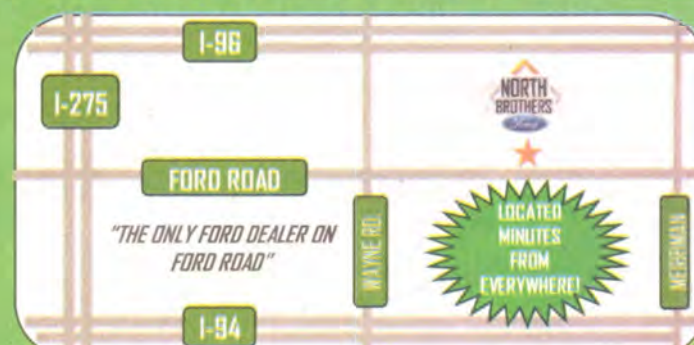 I-96
I-275
NORTH
BROTHERS
Ford
FORD ROAD
"THE ONLY FORD DEALER ON
FORD ROAD"
WAYNE RD.
LOCATED
MINUTES
FROM
EVERYWHERE!
MERRIMAN
I-94